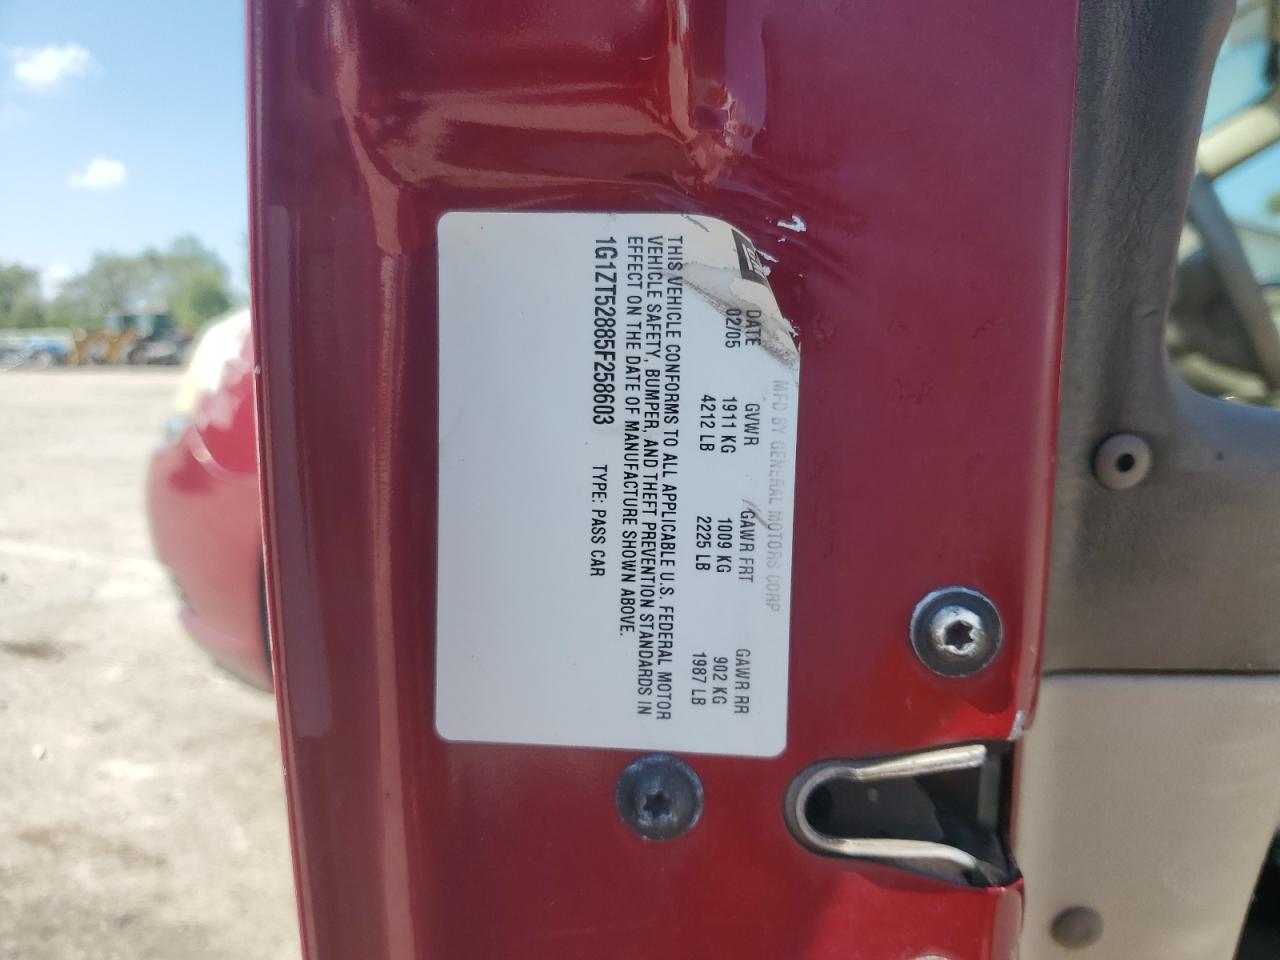 MFD BY GENERAL MOTORS CORP
DATE GVWR GAWR FRT GAWR RR
02/05 1911 KG 1009 KG 902 KG
4212 LB 2225 LB 1987 LB
THIS VEHICLE CONFORMS TO ALL APPLICABLE U.S. FEDERAL MOTOR
VEHICLE SAFETY, BUMPER, AND THEFT PREVENTION STANDARDS IN
EFFECT ON THE DATE OF MANUFACTURE SHOWN ABOVE.
1G1ZT52885F258603 TYPE: PASS CAR